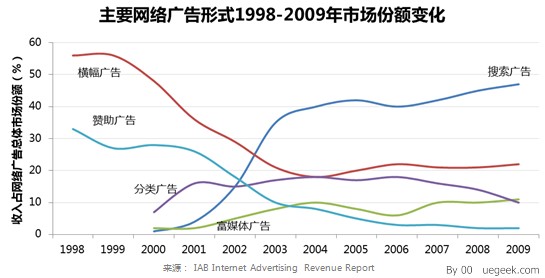 主要网络广告形式1998-2009年市场份额变化
收入占网络广告总体市场份额（%）
60
50
40
30
20
10
0
横幅广告
搜索广告
赞助广告
分类广告
富媒体广告
1998 1999 2000 2001 2002 2003 2004 2005 2006 2007 2008 2009
来源： IAB Internet Advertising Revenue Report
By 00 uegeek.com